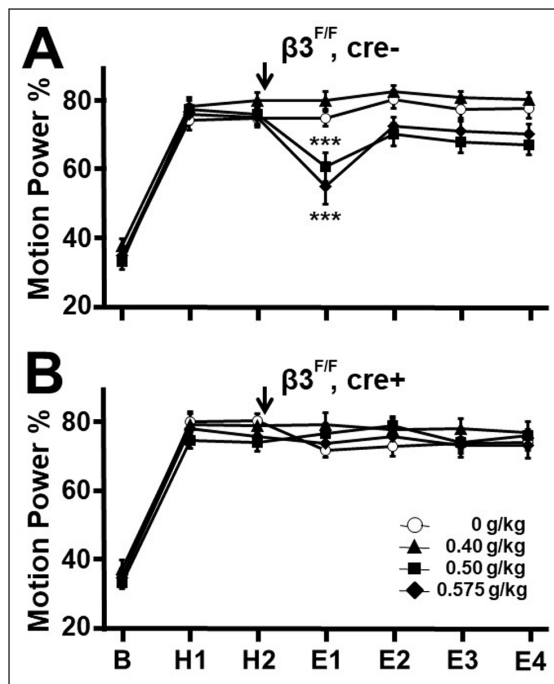 A
β3F/F, cre-
Motion Power %
80
60
40
20
***
***
B
β3F/F, cre+
Motion Power %
80
60
40
20
0 g/kg
0.40 g/kg
0.50 g/kg
0.575 g/kg
B H1 H2 E1 E2 E3 E4